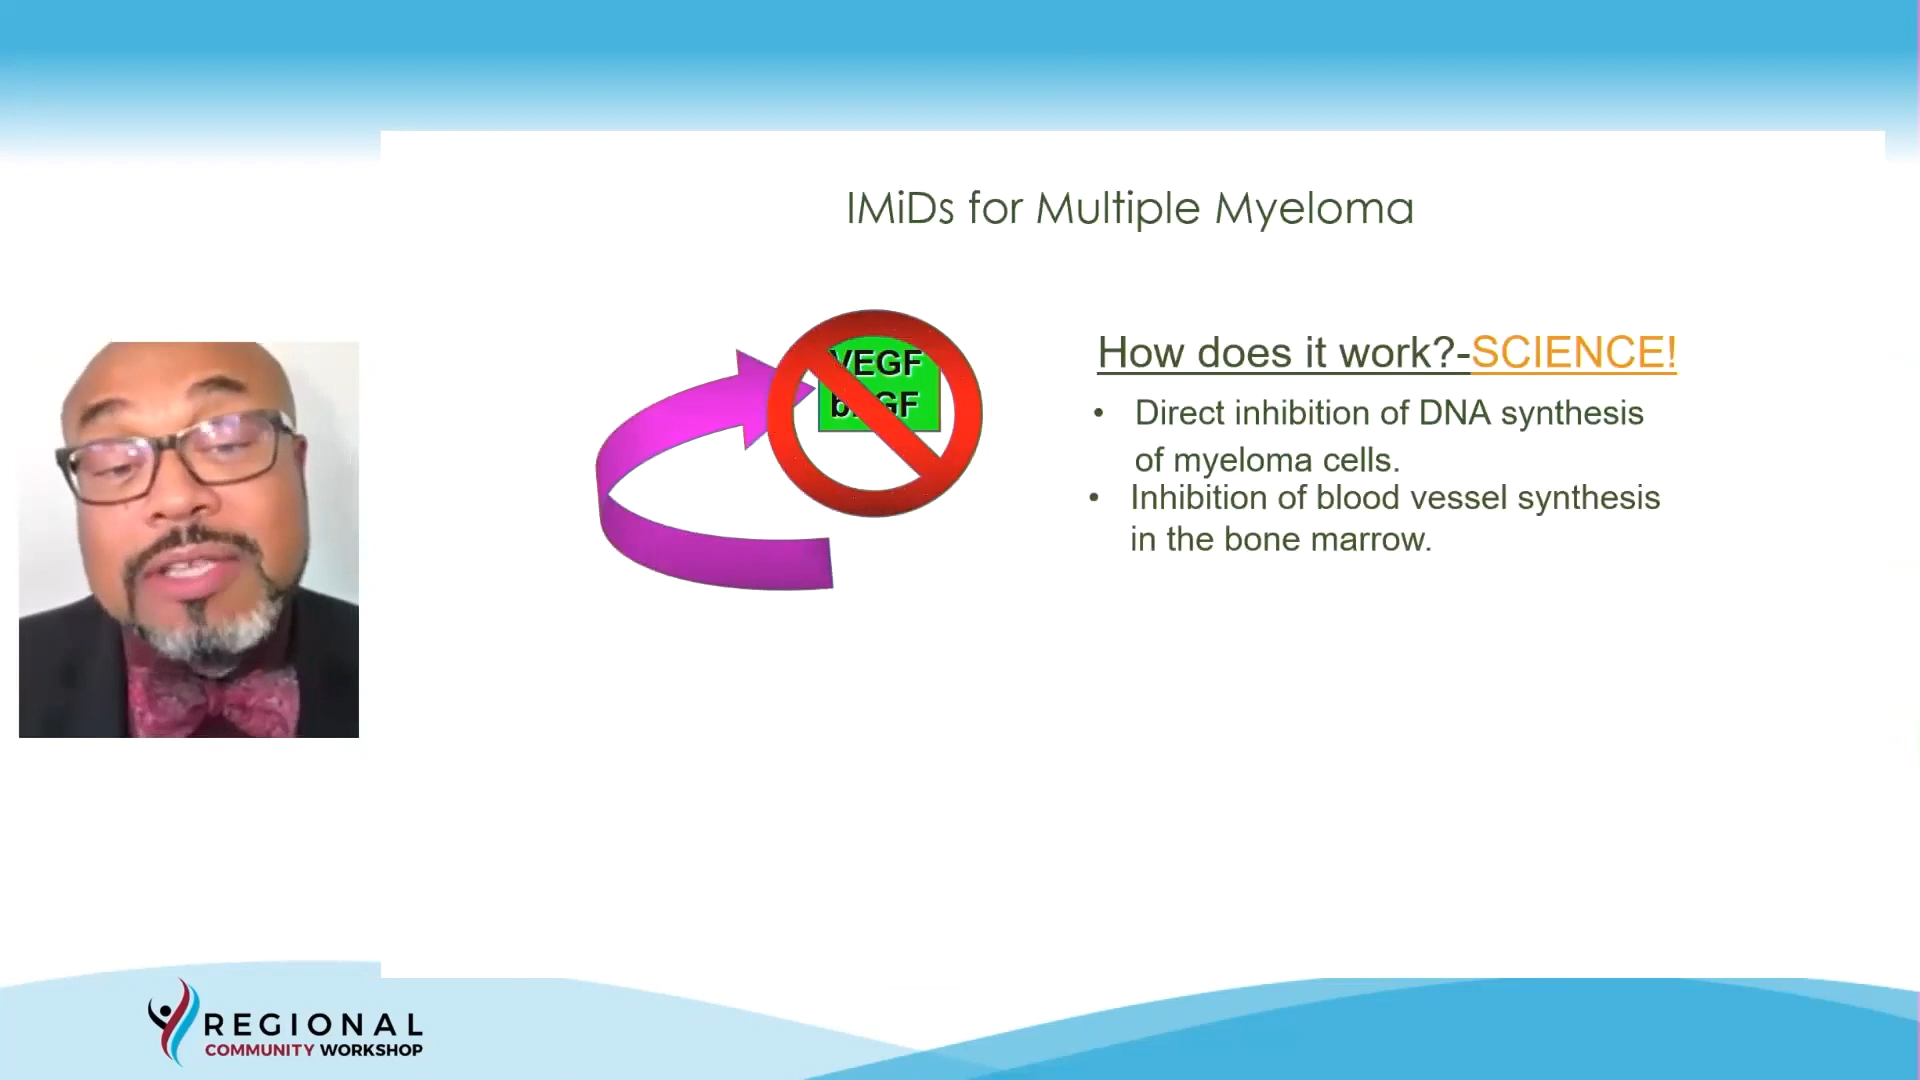 IMiDs for Multiple Myeloma
VEGF
bFGF
How does it work?-SCIENCE!
• Direct inhibition of DNA synthesis
of myeloma cells.
• Inhibition of blood vessel synthesis
in the bone marrow.
REGIONAL
COMMUNITY WORKSHOP